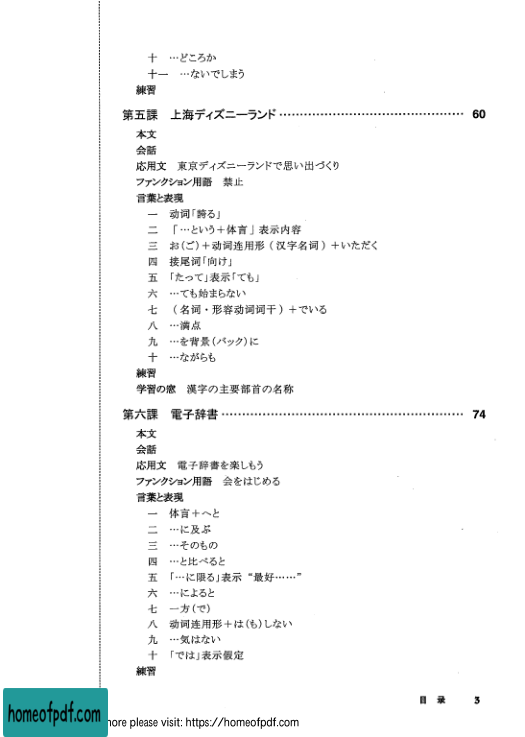 十　…どころか
十一　…ないでしまう
練習
第五課　上海ディズニーランド……………………………………… 60
本文
会話
応用文　東京ディズニーランドで思い出づくり
ファンクション用語　禁止
言葉と表現
一　动词「誇る」
二　「…という＋体言」表示内容
三　お(ご)＋动词连用形(汉字名词)＋いただく
四　接尾词「向け」
五　「たって」表示「ても」
六　…ても始まらない
七　(名词・形容动词词干)＋でいる
八　…満点
九　…を背景(バック)に
十　…ながらも
練習
学習の窓　漢字の主要部首の名称
第六課　電子辞書……………………………………………………… 74
本文
会話
応用文　電子辞書を楽しもう
ファンクション用語　会をはじめる
言葉と表現
一　体言＋へと
二　…に及ぶ
三　…そのもの
四　…と比べると
五　「…に限る」表示“最好……”
六　…によると
七　一方(で)
八　动词连用形＋は(も)しない
九　…気はない
十　「では」表示假定
練習
目 录　3
homeofpdf.com
more please visit: https://homeofpdf.com